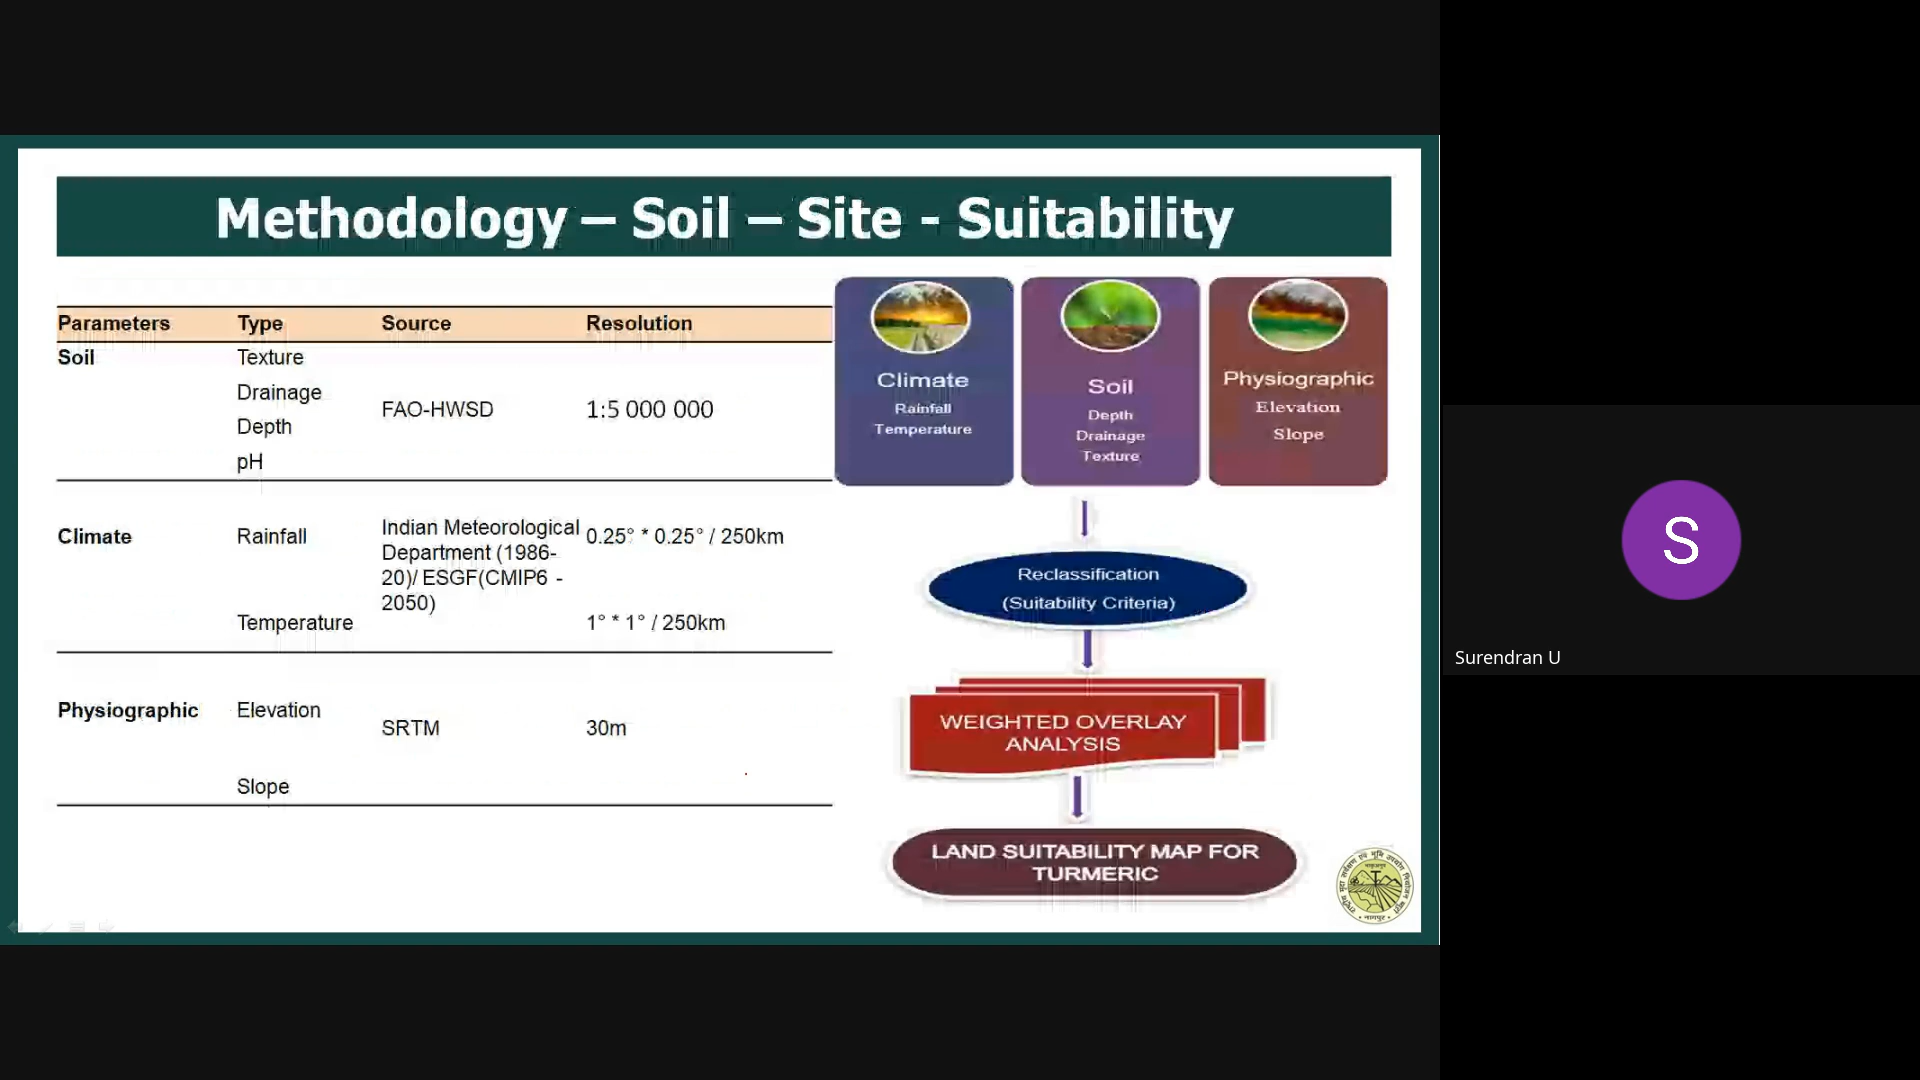 Methodology – Soil – Site - Suitability
Parameters Type Source Resolution
Soil
Texture
Drainage
Depth
pH
FAO-HWSD
1:5 000 000
Climate
Rainfall
Indian Meteorological
Department (1986-
20)/ ESGF(CMIP6 -
2050)
0.25° * 0.25° / 250km
Temperature
1° * 1° / 250km
Physiographic
Elevation
SRTM
30m
Slope
Climate
Rainfall
Temperature
Soil
Depth
Drainage
Texture
Physiographic
Elevation
Slope
Reclassification
(Suitability Criteria)
WEIGHTED OVERLAY
ANALYSIS
LAND SUITABILITY MAP FOR
TURMERIC
S
Surendran U